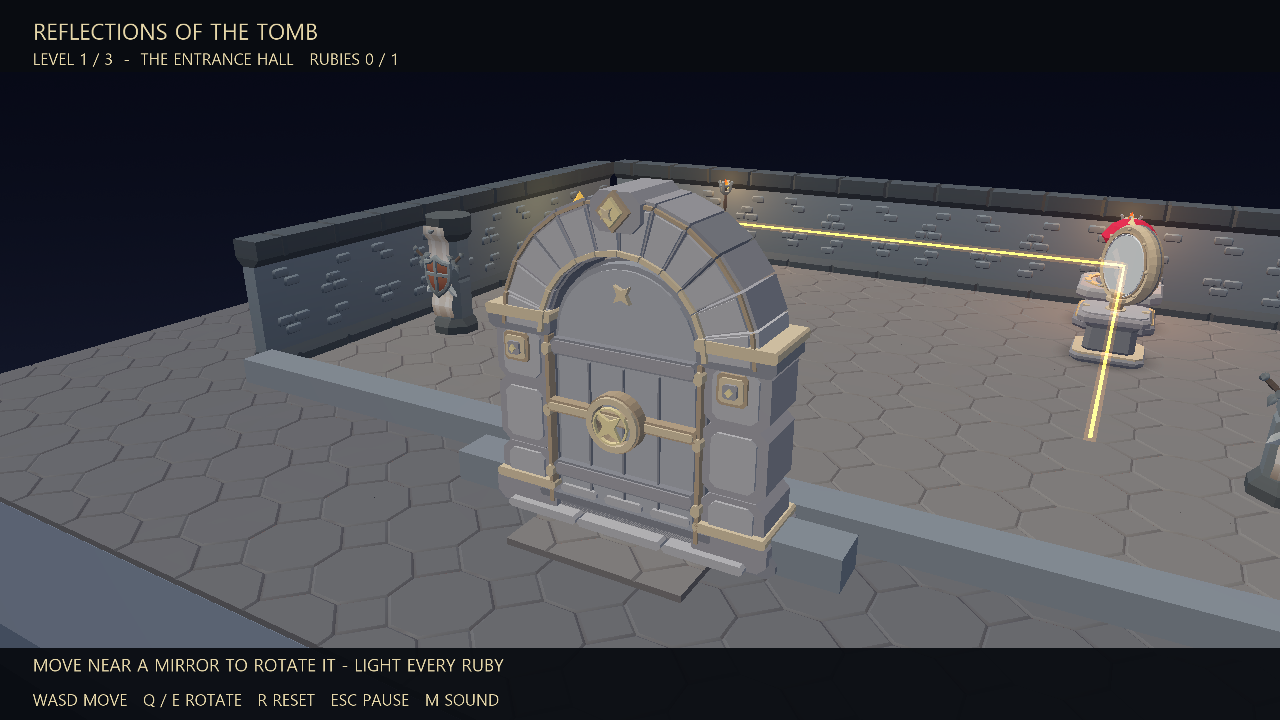 REFLECTIONS OF THE TOMB
LEVEL 1 / 3 - THE ENTRANCE HALL RUBIES 0 / 1
MOVE NEAR A MIRROR TO ROTATE IT - LIGHT EVERY RUBY
WASD MOVE Q / E ROTATE R RESET ESC PAUSE M SOUND